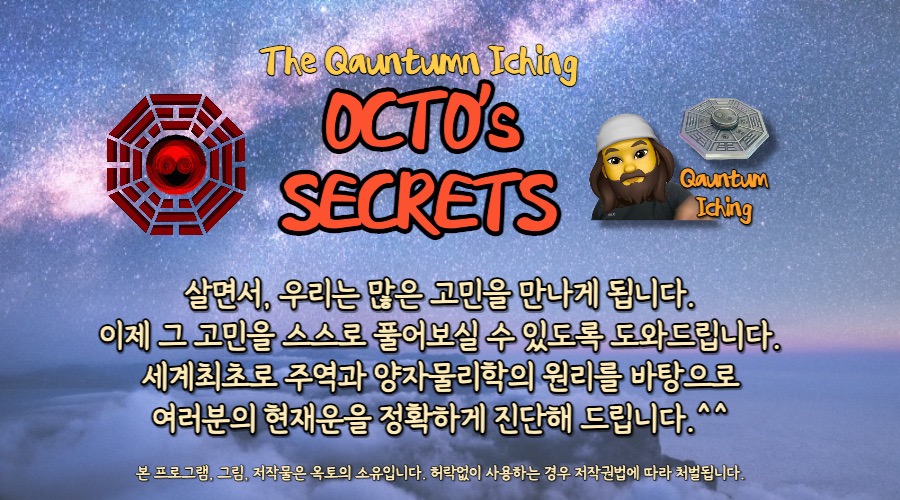 The Qauntumn Iching
OCTO's
SECRETS
Qauntum
Iching
살면서, 우리는 많은 고민을 만나게 됩니다.
이제 그 고민을 스스로 풀어보실 수 있도록 도와드립니다.
세계최초로 주역과 양자물리학의 원리를 바탕으로
여러분의 현재운을 정확하게 진단해 드립니다.^^
본 프로그램, 그림, 저작물은 옥토의 소유입니다. 허락없이 사용하는 경우 저작권법에 따라 처벌됩니다.